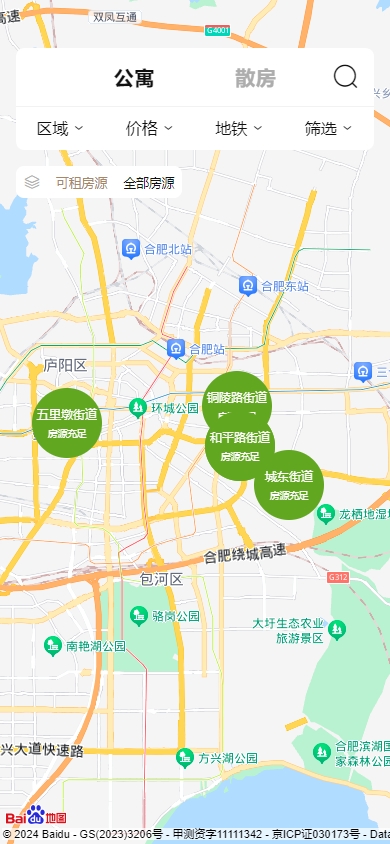 高速
双凤互通
G4001
公寓
散房
区域
价格
地铁
筛选
可租房源
全部房源
合肥北站
合肥东站
合肥站
庐阳区
三
五里墩街道
房源充足
环城公园
铜陵路街道
和平路街道
房源充足
城东街道
房源充足
龙栖地湿地
合肥绕城高速
包河区
G312
骆岗公园
大圩生态农业
旅游景区
南艳湖公园
兴大道快速路
方兴湖公园
合肥滨湖国
家森林公
Bai du 地图
© 2024 Baidu - GS(2023)3206号 - 甲测资字11111342 - 京ICP证030173号 - Data